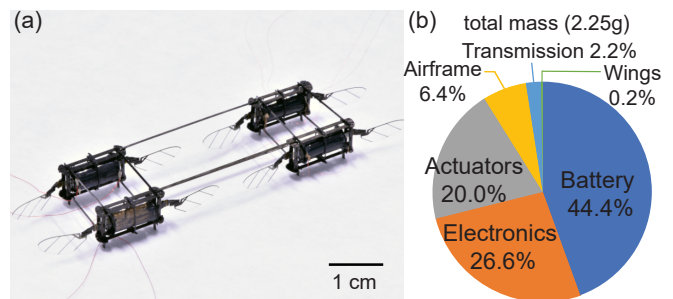 (a)
1 cm
(b)
total mass (2.25g)
Transmission 2.2%
Airframe
6.4%
Wings
0.2%
Actuators
20.0%
Battery
44.4%
Electronics
26.6%